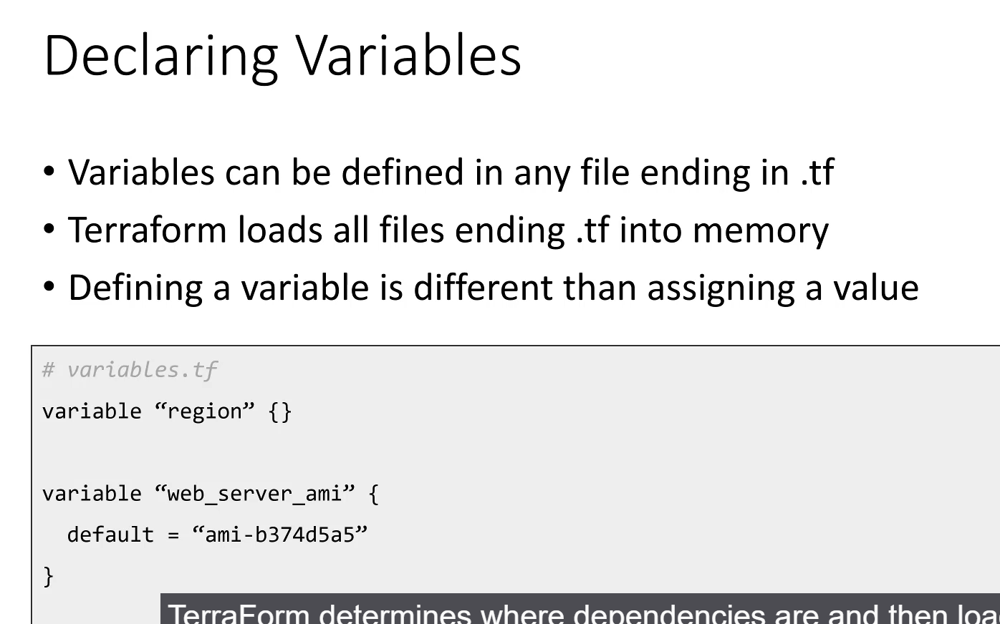 Declaring Variables
• Variables can be defined in any file ending in .tf
• Terraform loads all files ending .tf into memory
• Defining a variable is different than assigning a value
# variables.tf
variable “region” {}
variable “web_server_ami” {
  default = “ami-b374d5a5”
}
TerraForm determines where dependencies are and then